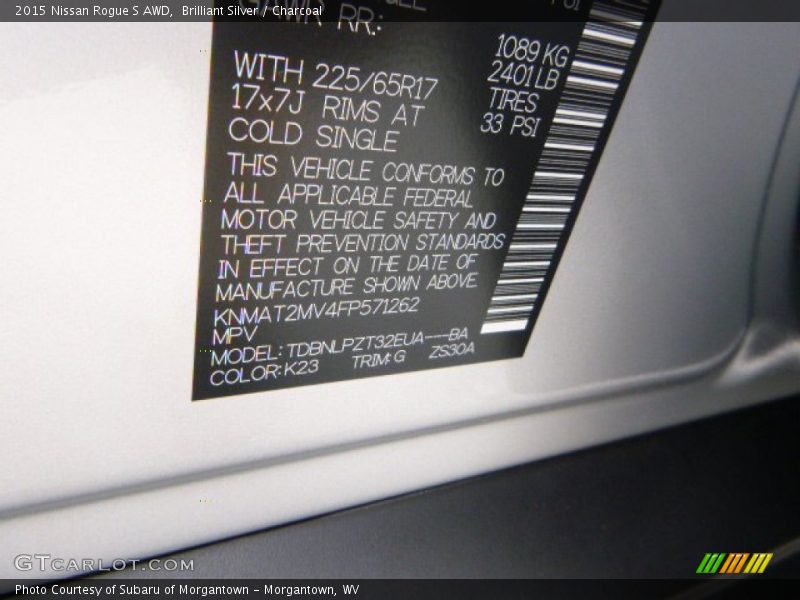 2015 Nissan Rogue S AWD, Brilliant Silver / Charcoal
GAWR RR: 1089 KG
2401 LB
WITH 225/65R17 TIRES
17x7J RIMS AT 33 PSI
COLD SINGLE
THIS VEHICLE CONFORMS TO
ALL APPLICABLE FEDERAL
MOTOR VEHICLE SAFETY AND
THEFT PREVENTION STANDARDS
IN EFFECT ON THE DATE OF
MANUFACTURE SHOWN ABOVE.
KNMAT2MV4FP571262
MPV
MODEL: TDBNLPZT32EUA----BA
COLOR: K23 TRIM: G ZS30A
GTCARLOT.COM
Photo Courtesy of Subaru of Morgantown - Morgantown, WV